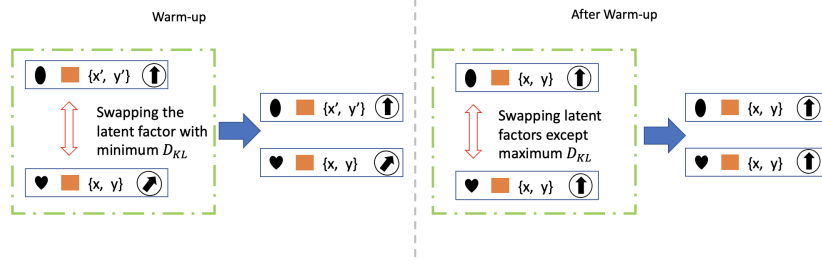 Warm-up
{x', y'}
Swapping the
latent factor with
minimum D_KL
{x, y}
{x', y'}
{x, y}
After Warm-up
{x, y}
Swapping latent
factors except
maximum D_KL
{x, y}
{x, y}
{x, y}